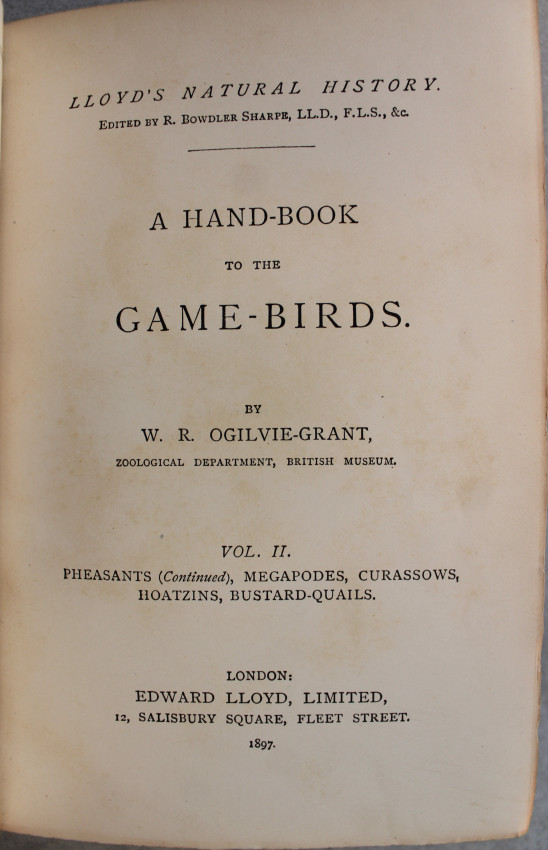 LLOYD'S NATURAL HISTORY.
EDITED BY R. BOWDLER SHARPE, LL.D., F.L.S., &c.
A HAND-BOOK
TO THE
GAME-BIRDS.
BY
W. R. OGILVIE-GRANT,
ZOOLOGICAL DEPARTMENT, BRITISH MUSEUM.
VOL. II.
PHEASANTS (Continued), MEGAPODES, CURASSOWS,
HOATZINS, BUSTARD-QUAILS.
LONDON:
EDWARD LLOYD, LIMITED,
12, SALISBURY SQUARE, FLEET STREET.
1897.